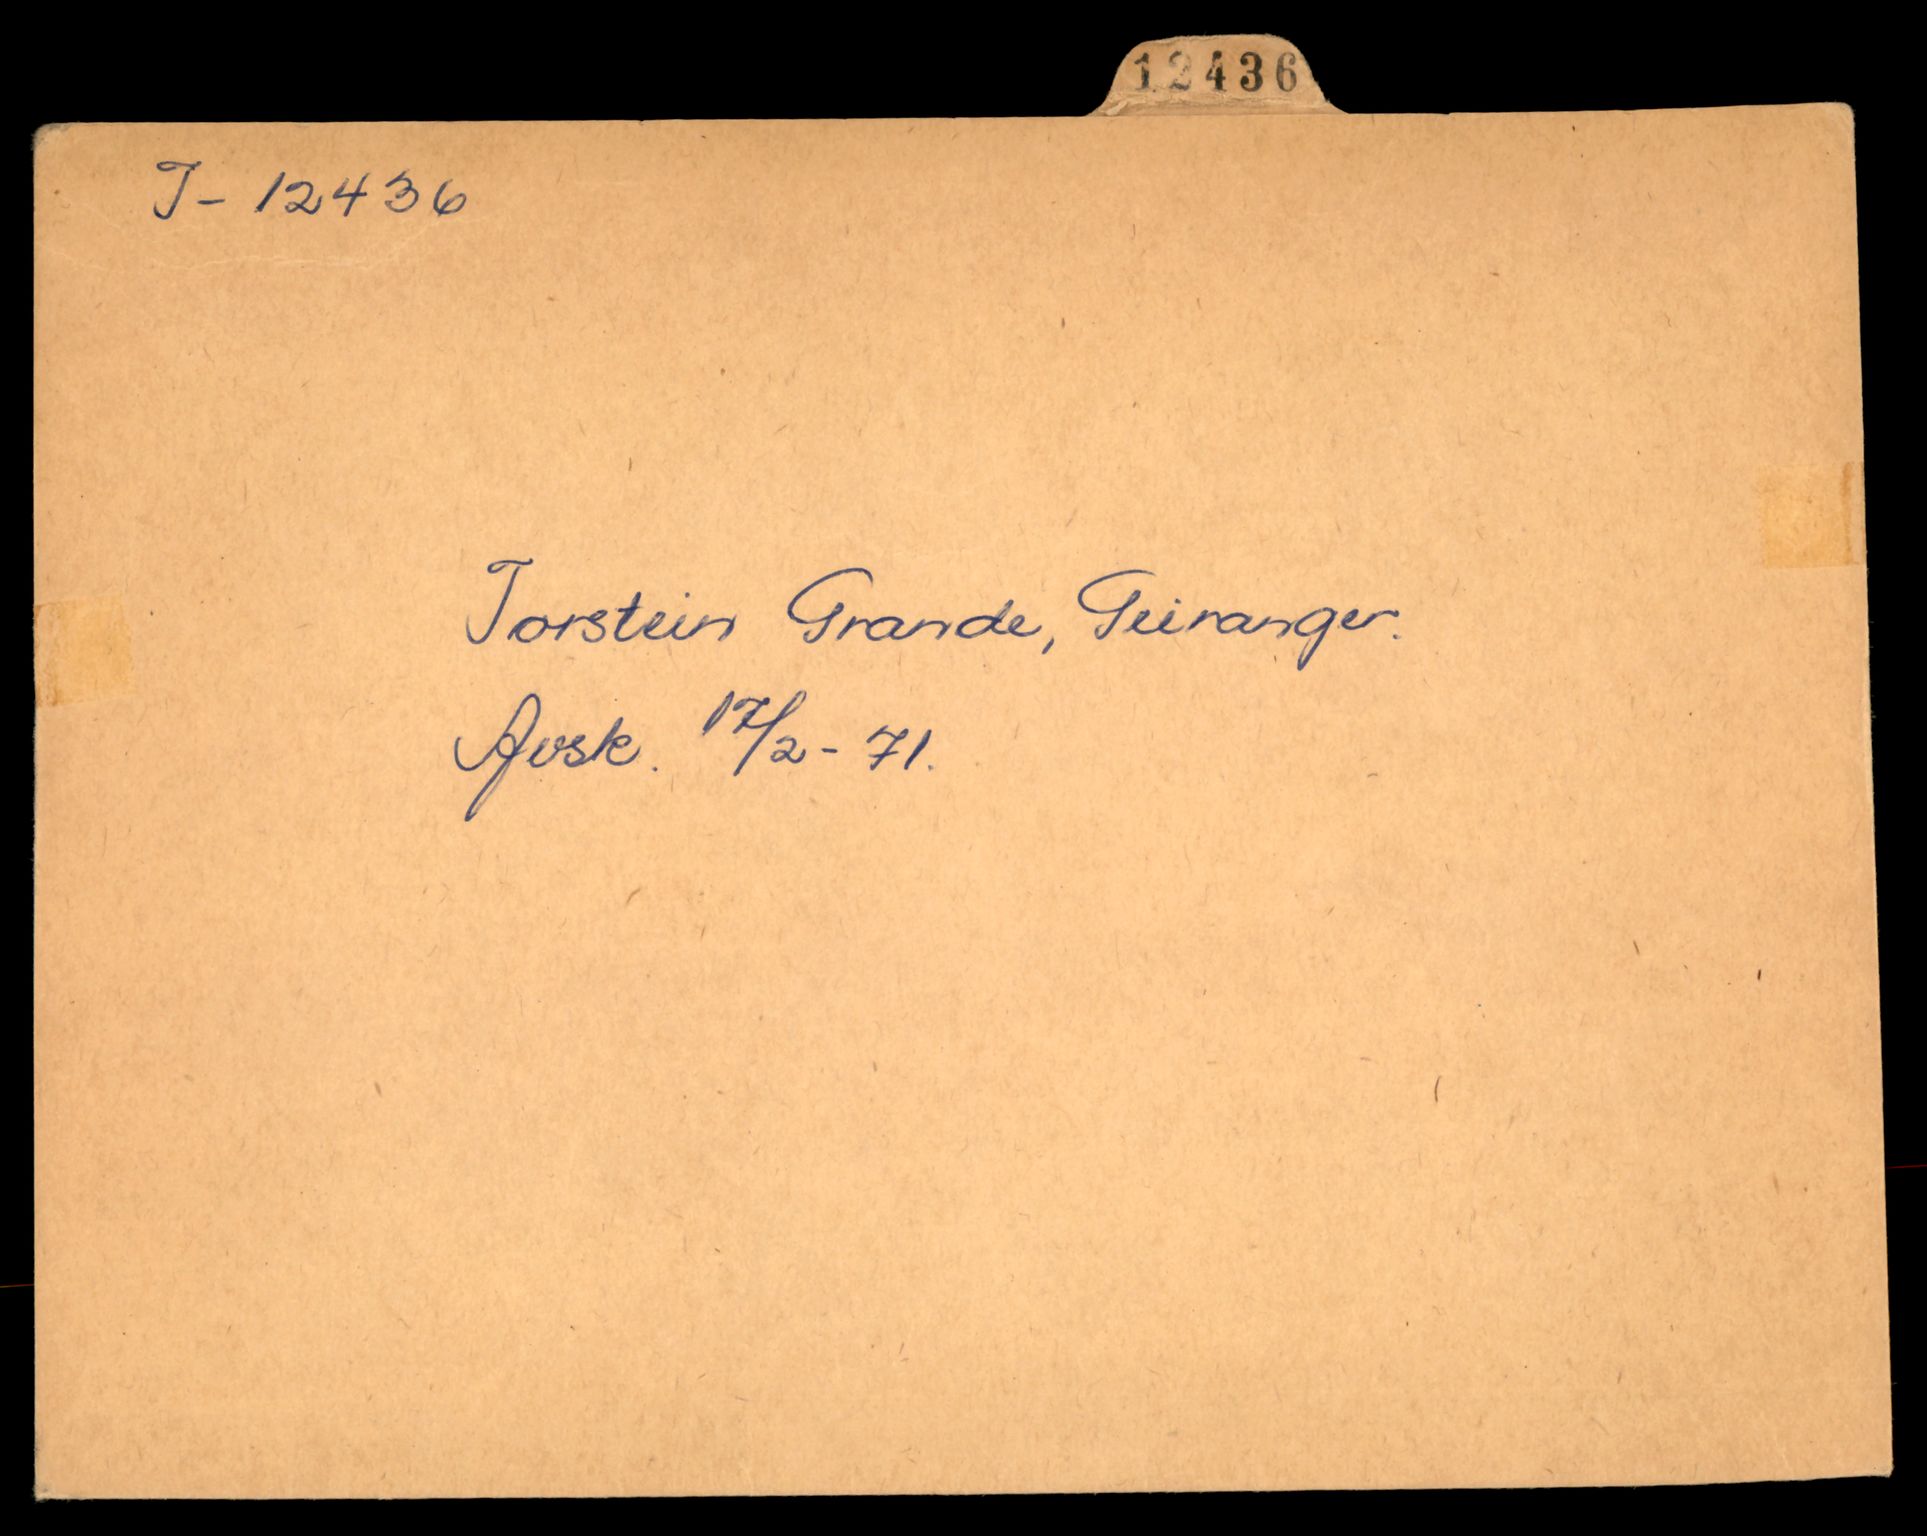 12436
T- 12436
Torstein Grande, Geiranger.
Avsk. 17/2 - 71.